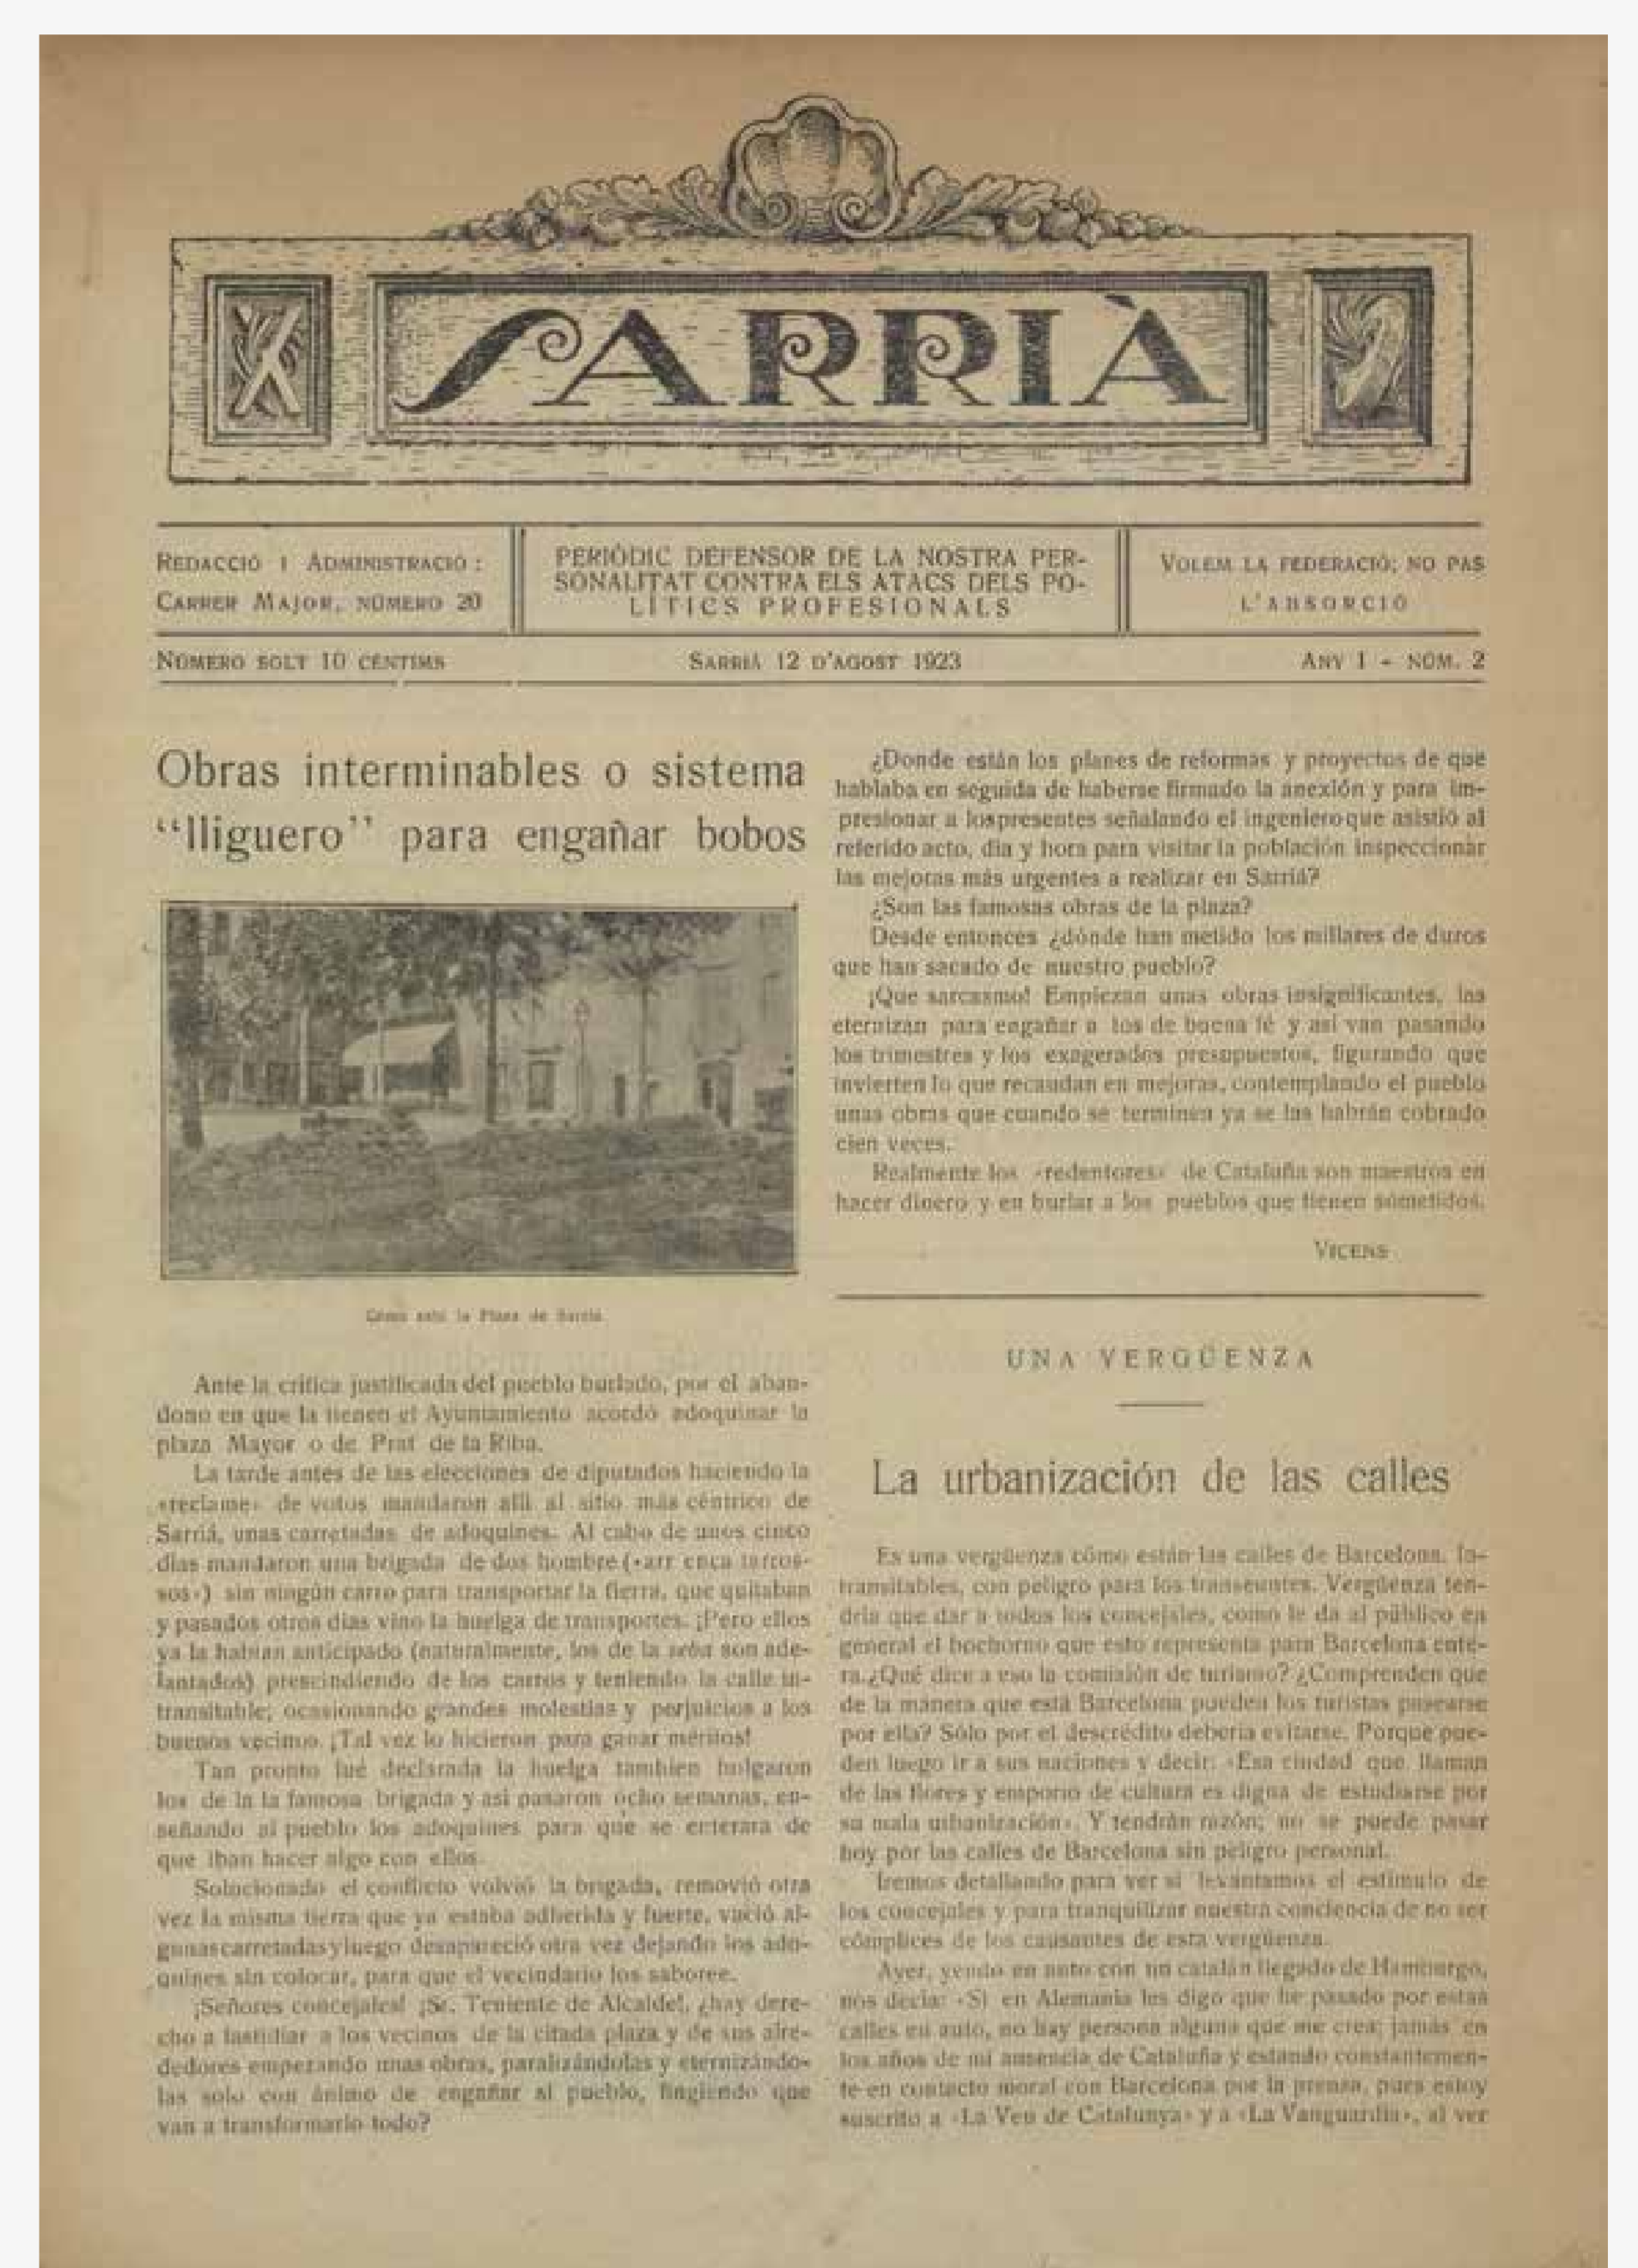 SARRIÀ
REDACCIÓ I ADMINISTRACIÓ:
CARRER MAJOR, NÚMERO 20
PERIÒDIC DEFENSOR DE LA NOSTRA PER-
SONALITAT CONTRA ELS ATACS DELS PO-
LÍTICS PROFESIONALS
VOLEM LA FEDERACIÓ; NO PAS
L'ABSORCIÓ
NÚMERO SOLT 10 CÉNTIMS
SARRIÀ 12 D'AGOST 1923
ANY I - NÚM. 2
Obras interminables o sistema
“lliguero” para engañar bobos
Cómo está la Plaza de Sarriá
Ante la crítica justificada del pueblo burlado, por el aban-
dono en que la tienen el Ayuntamiento acordó adoquinar la
plaza Mayor o de Prat de la Riba.
La tarde antes de las elecciones de diputados haciendo la
«reclame» de votos mandaron allí al sitio más céntrico de
Sarriá, unas carretadas de adoquines. Al cabo de unos cinco
días mandaron una brigada de dos hombre
sos») sin ningún carro para transportar la tierra, que quitaban
y pasados otros días vino la huelga de transportes. ¡Pero ellos
ya la habían anticipado (naturalmente, los de la son ade-
lantados) prescindiendo de los carros y teniendo la calle in-
transitable; ocasionando grandes molestias y perjuicios a los
buenos vecinos. ¡Tal vez lo hicieron para ganar méritos!
Tan pronto fué declarada la huelga tambien holgaron
los de la la famosa brigada y así pasaron ocho semanas, en-
señando al pueblo los adoquines para que se enterara de
que iban hacer algo con ellos.
Solucionado el conflicto volvió la brigada, removió otra
vez la misma tierra que ya estaba adherida y fuerte, vació al-
gunas carretadas y luego desapareció otra vez dejando los ado-
quines sin colocar, para que el vecindario los saboree.
¡Señores concejales! ¡Sr. Teniente de Alcalde!, ¿hay dere-
cho a fastidiar a los vecinos de la citada plaza y de sus alre-
dedores empezando unas obras, paralizándolas y eternizándo-
las solo con ánimo de engañar al pueblo, fingiendo que
van a transformarlo todo?
¿Donde están los planes de reformas y proyectos de que
hablaba en seguida de haberse firmado la anexión y para im-
presionar a los presentes señalando el ingeniero que asistió al
referido acto, dia y hora para visitar la población inspeccionar
las mejoras más urgentes a realizar en Sarriá?
¿Son las famosas obras de la plaza?
Desde entonces ¿dónde han metido los millares de duros
que han sacado de nuestro pueblo?
¡Que sarcasmo! Empiezan unas obras insignificantes, las
eternizan para engañar a los de buena fé y así van pasando
los trimestres y los exagerados presupuestos, figurando que
invierten lo que recaudan en mejoras, contemplando el pueblo
unas obras que cuando se terminen ya se las habrán cobrado
cien veces.
Realmente los «redentores» de Cataluña son maestros en
hacer dinero y en burlar a los pueblos que tienen sometidos.
VICENS
UNA VERGÜENZA
La urbanización de las calles
Es una vergüenza cómo están las calles de Barcelona. In-
transitables, con peligro para los transeuntes. Vergüenza ten-
dría que dar a todos los concejales, como le da al público en
general el bochorno que esto representa para Barcelona ente-
ra. ¿Qué dice a eso la comisión de turismo? ¿Comprenden que
de la manera que está Barcelona pueden los turistas pasearse
por ella? Sólo por el descrédito debería evitarse. Porque pue-
den luego ir a sus naciones y decir: «Esa ciudad que llaman
de las flores y emporio de cultura es digna de estudiarse por
su mala urbanización». Y tendrán razón; no se puede pasar
hoy por las calles de Barcelona sin peligro personal.
Iremos detallando para ver si levantamos el estímulo de
los concejales y para tranquilizar nuestra conciencia de no ser
cómplices de los causantes de esta vergüenza.
Ayer, yendo en auto con un catalán llegado de Hamburgo,
nos decía: «Si en Alemania les digo que he pasado por estas
calles en auto, no hay persona alguna que me crea; jamás en
los años de mi ausencia de Cataluña y estando constantemen-
te en contacto moral con Barcelona por la prensa, pues estoy
suscrito a «La Veu de Catalunya» y a «La Vanguardia», al ver